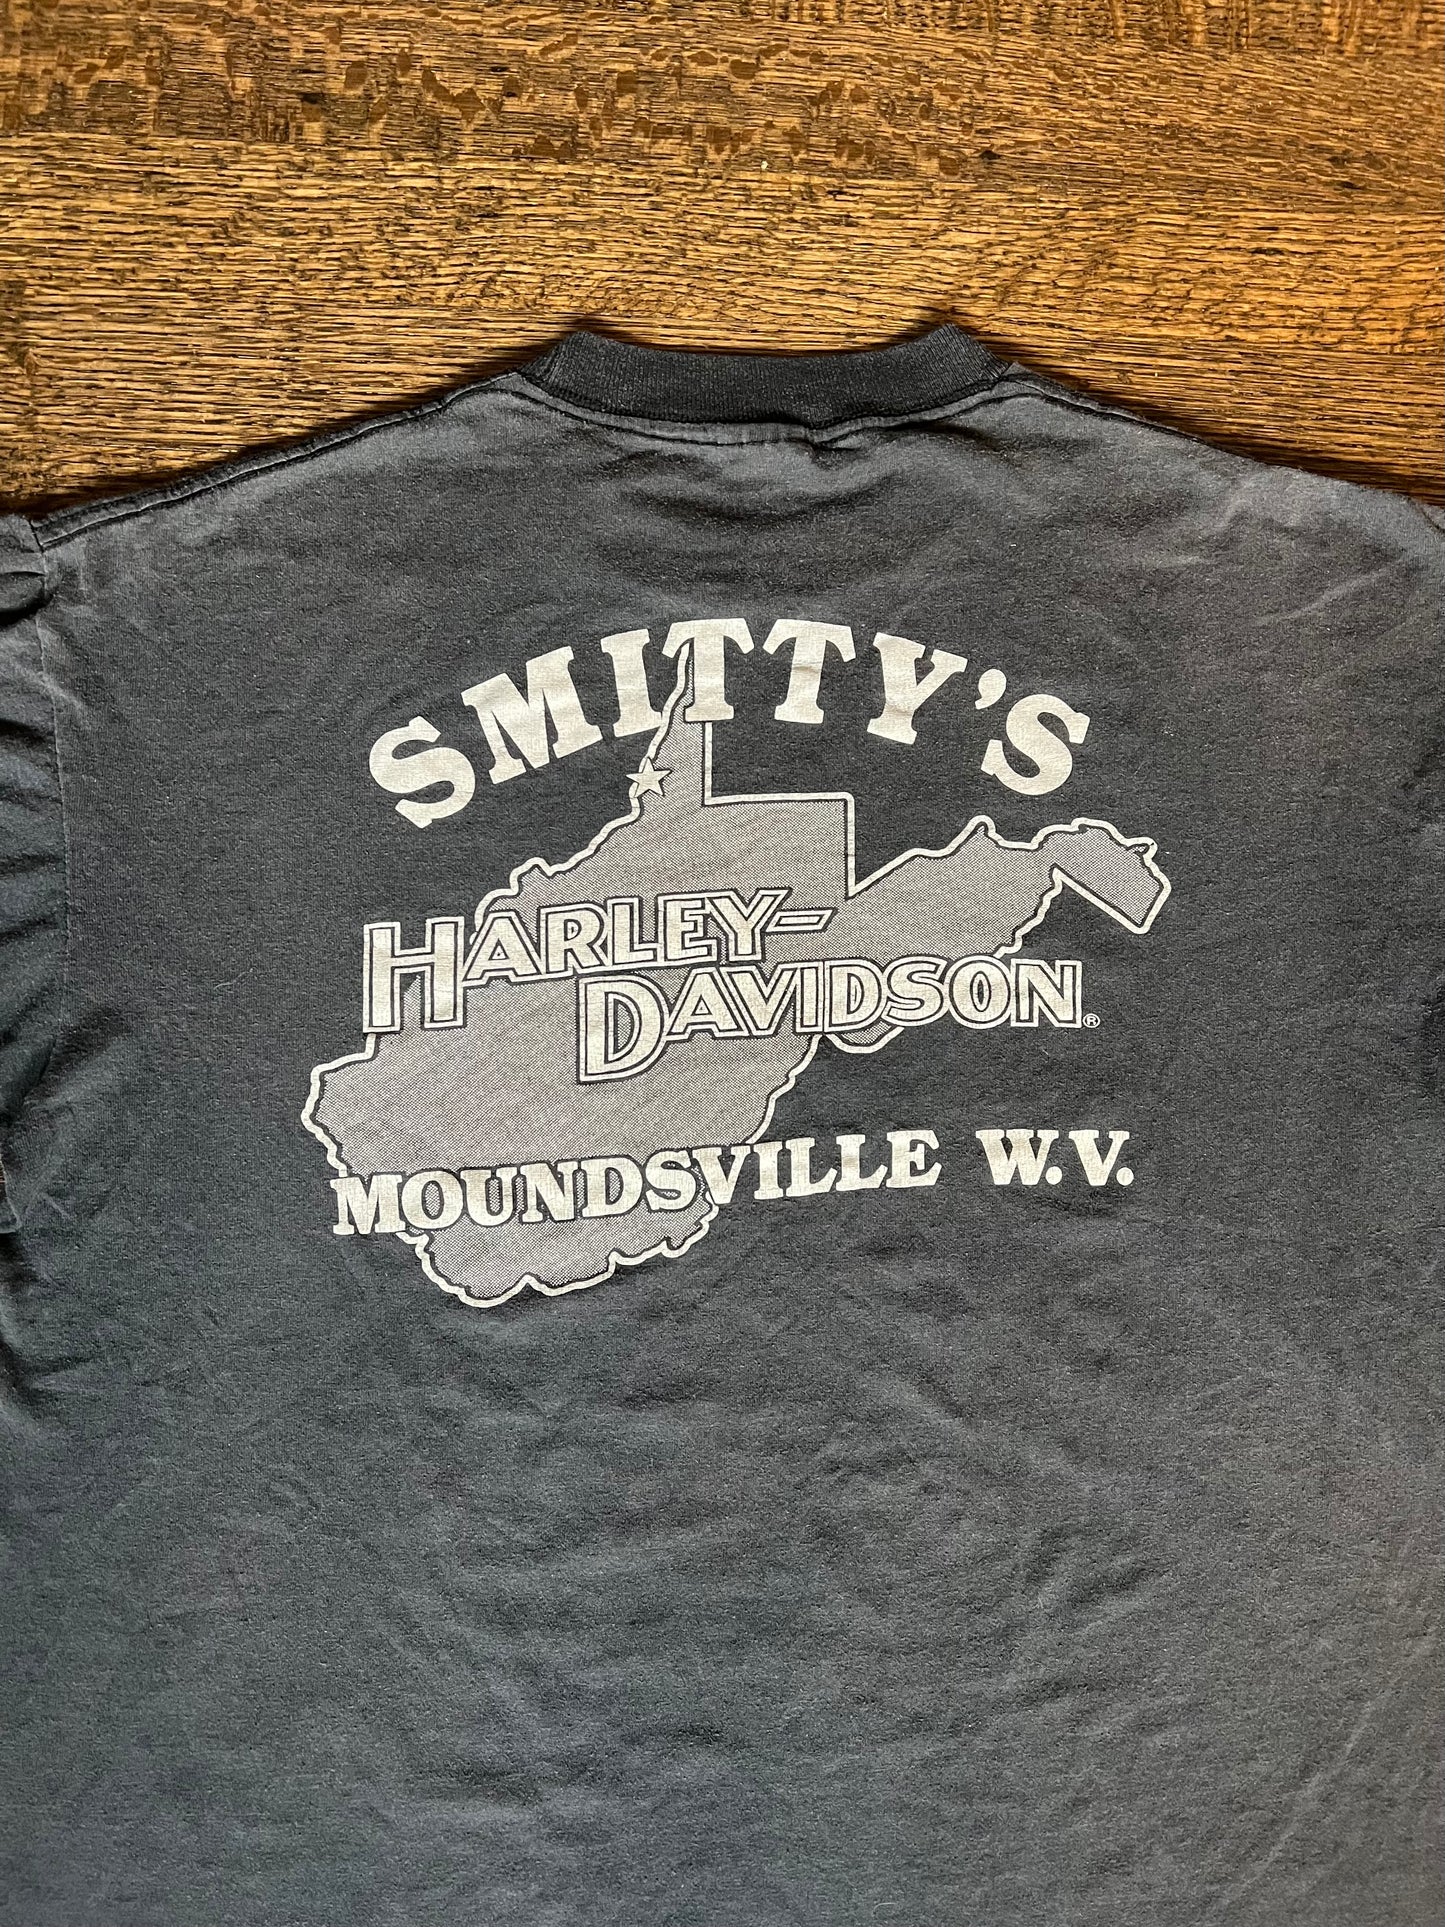 SMITTY'S
HARLEY-
DAVIDSON®
MOUNDSVILLE W.V.